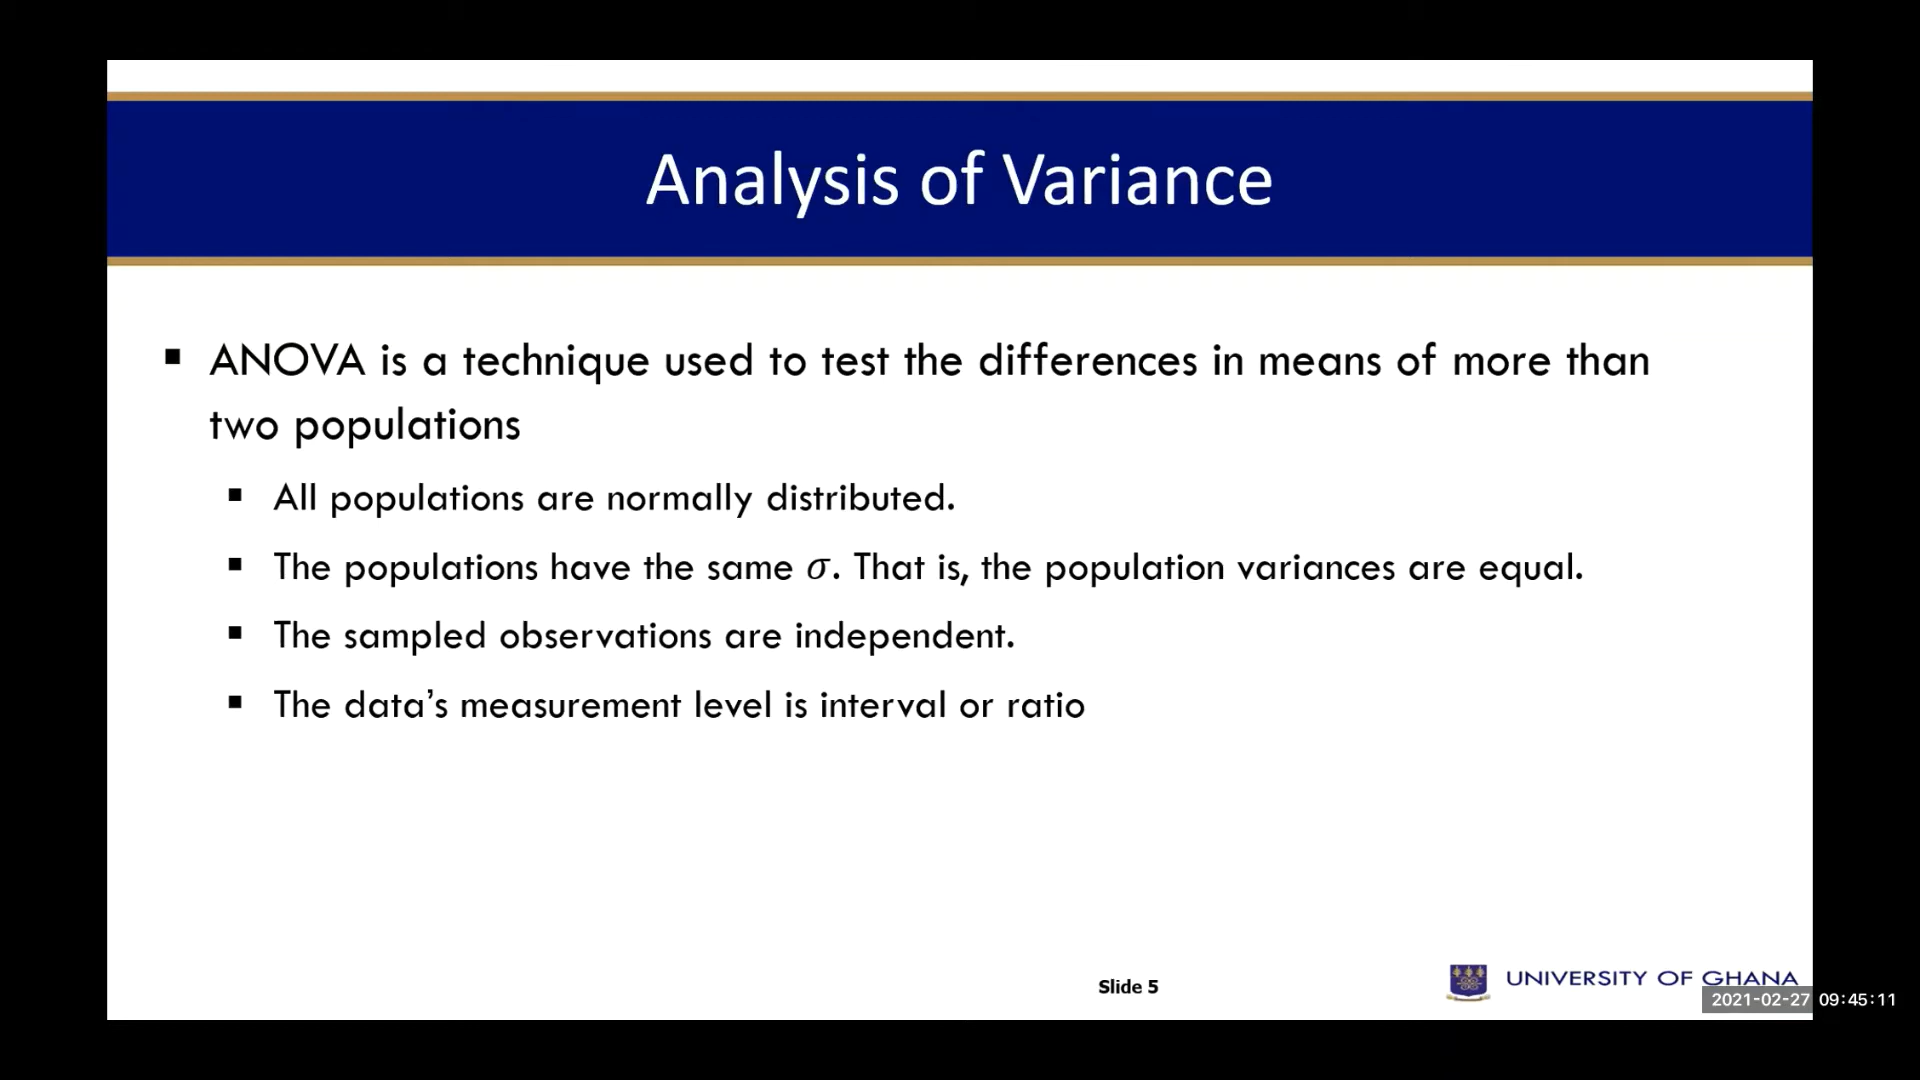 Analysis of Variance
▪ ANOVA is a technique used to test the differences in means of more than
two populations
▪ All populations are normally distributed.
▪ The populations have the same σ. That is, the population variances are equal.
▪ The sampled observations are independent.
▪ The data’s measurement level is interval or ratio
Slide 5
UNIVERSITY OF GHANA
2021-02-27 09:45:11